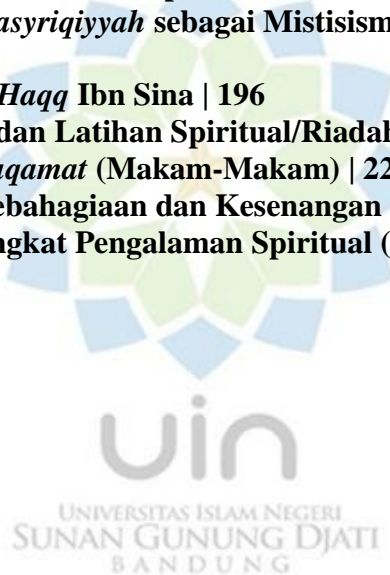 asyriqiyyah sebagai Mistisism
Haqq Ibn Sina | 196
dan Latihan Spiritual/Riadah
qamat (Makam-Makam) | 22
ebahagiaan dan Kesenangan
ngkat Pengalaman Spiritual (
uin
UNIVERSITAS ISLAM NEGERI
SUNAN GUNUNG DJATI
BANDUNG